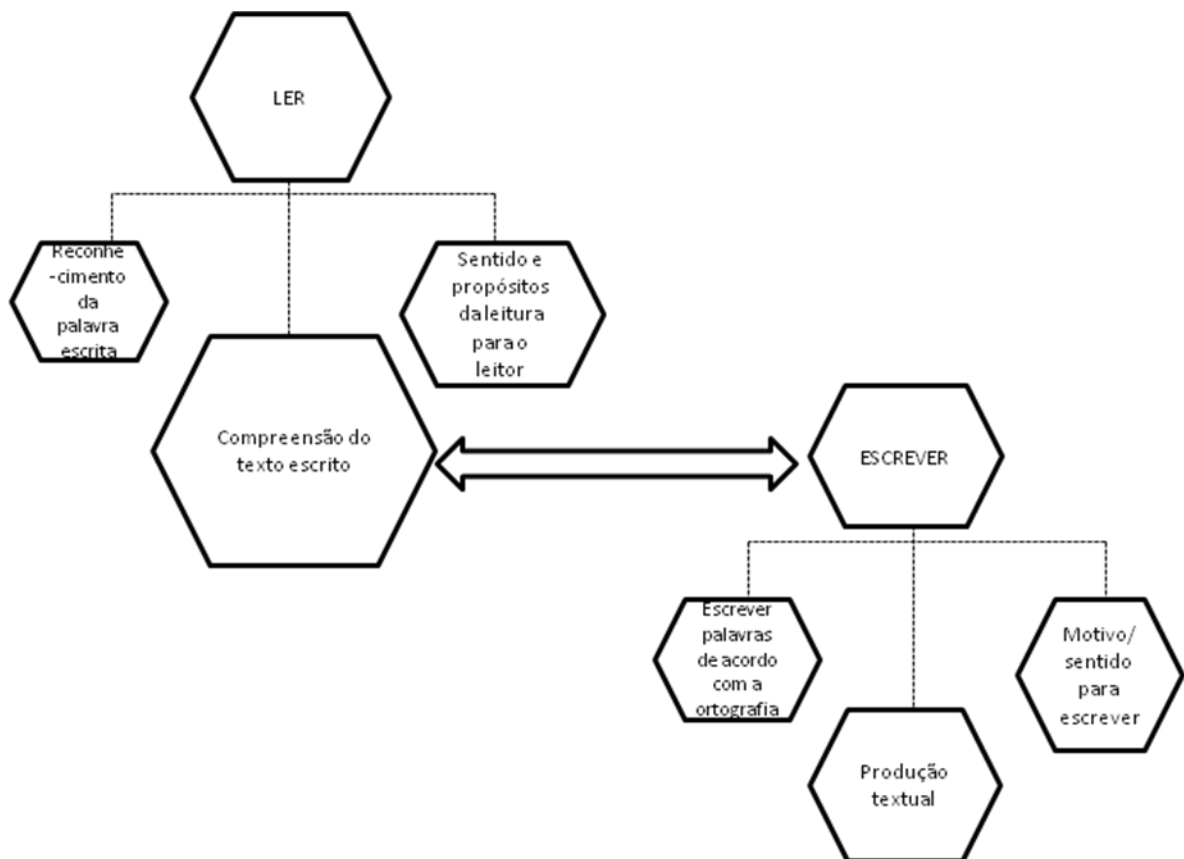 LER
Reconhe
-cimento
da
palavra
escrita
Sentido e
propósitos
da leitura
para o
leitor
Compreensão do
texto escrito
ESCREVER
Escrever
palavras
de acordo
com a
ortografia
Motivo/
sentido
para
escrever
Produção
textual